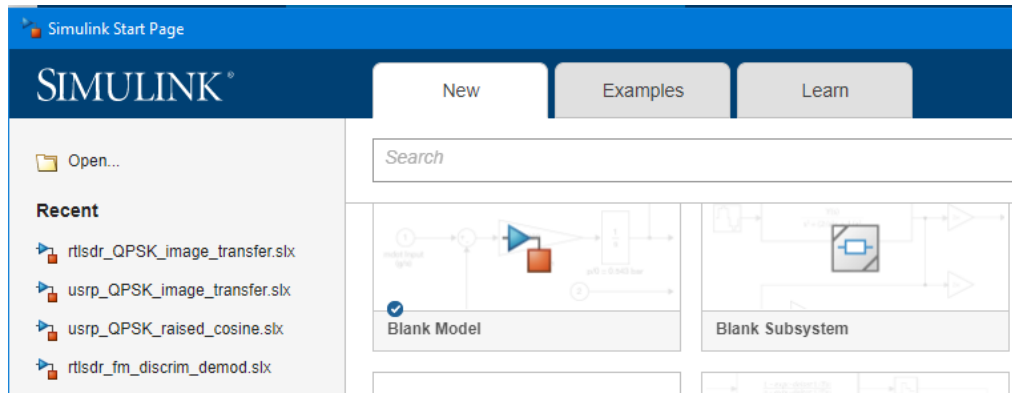 Simulink Start Page
SIMULINK®
New
Examples
Learn
Open...
Search
Recent
rtlsdr_QPSK_image_transfer.slx
usrp_QPSK_image_transfer.slx
usrp_QPSK_raised_cosine.slx
rtlsdr_fm_discrim_demod.slx
Blank Model
Blank Subsystem